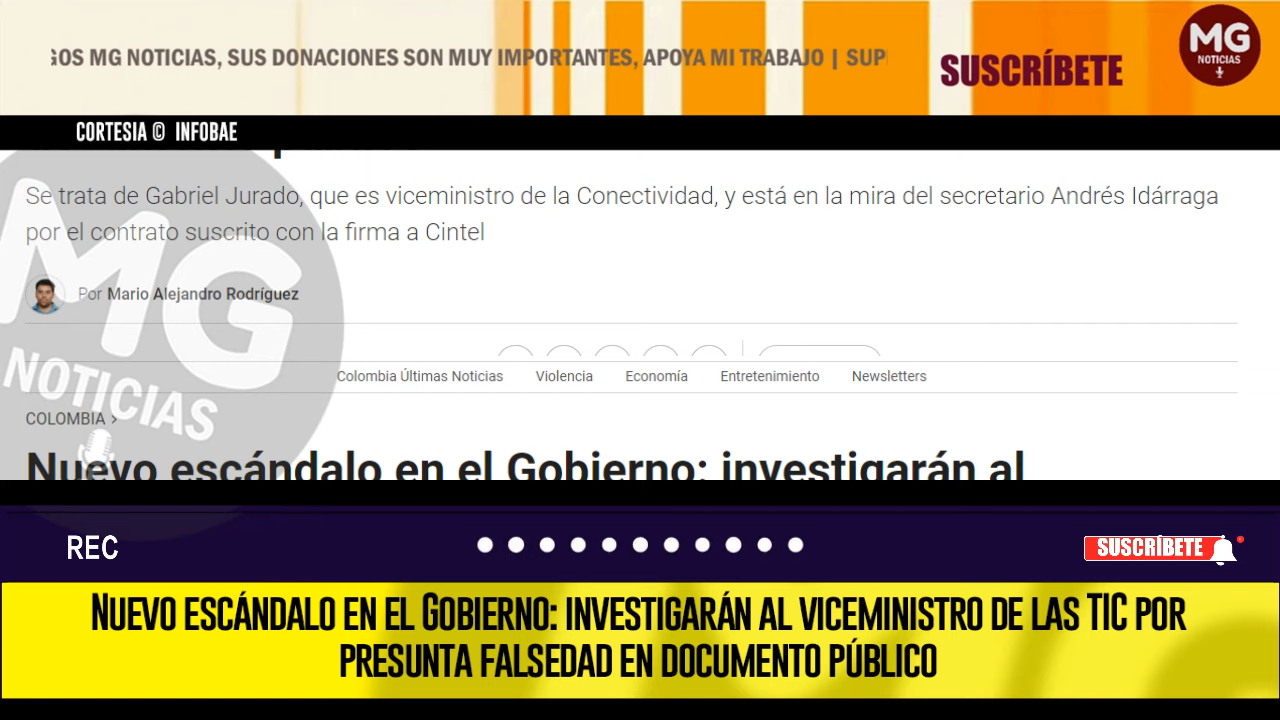 GOS MG NOTICIAS, SUS DONACIONES SON MUY IMPORTANTES, APOYA MI TRABAJO | SUP
SUSCRÍBETE
MG
NOTICIAS
CORTESIA © INFOBAE
Se trata de Gabriel Jurado, que es viceministro de la Conectividad, y está en la mira del secretario Andrés Idárraga
por el contrato suscrito con la firma a Cintel
Por Mario Alejandro Rodríguez
MG
NOTICIAS
Colombia Últimas Noticias Violencia Economía Entretenimiento Newsletters
COLOMBIA >
Nuevo escándalo en el Gobierno: investigarán al
REC
SUSCRÍBETE
NUEVO ESCÁNDALO EN EL GOBIERNO: INVESTIGARÁN AL VICEMINISTRO DE LAS TIC POR
PRESUNTA FALSEDAD EN DOCUMENTO PÚBLICO